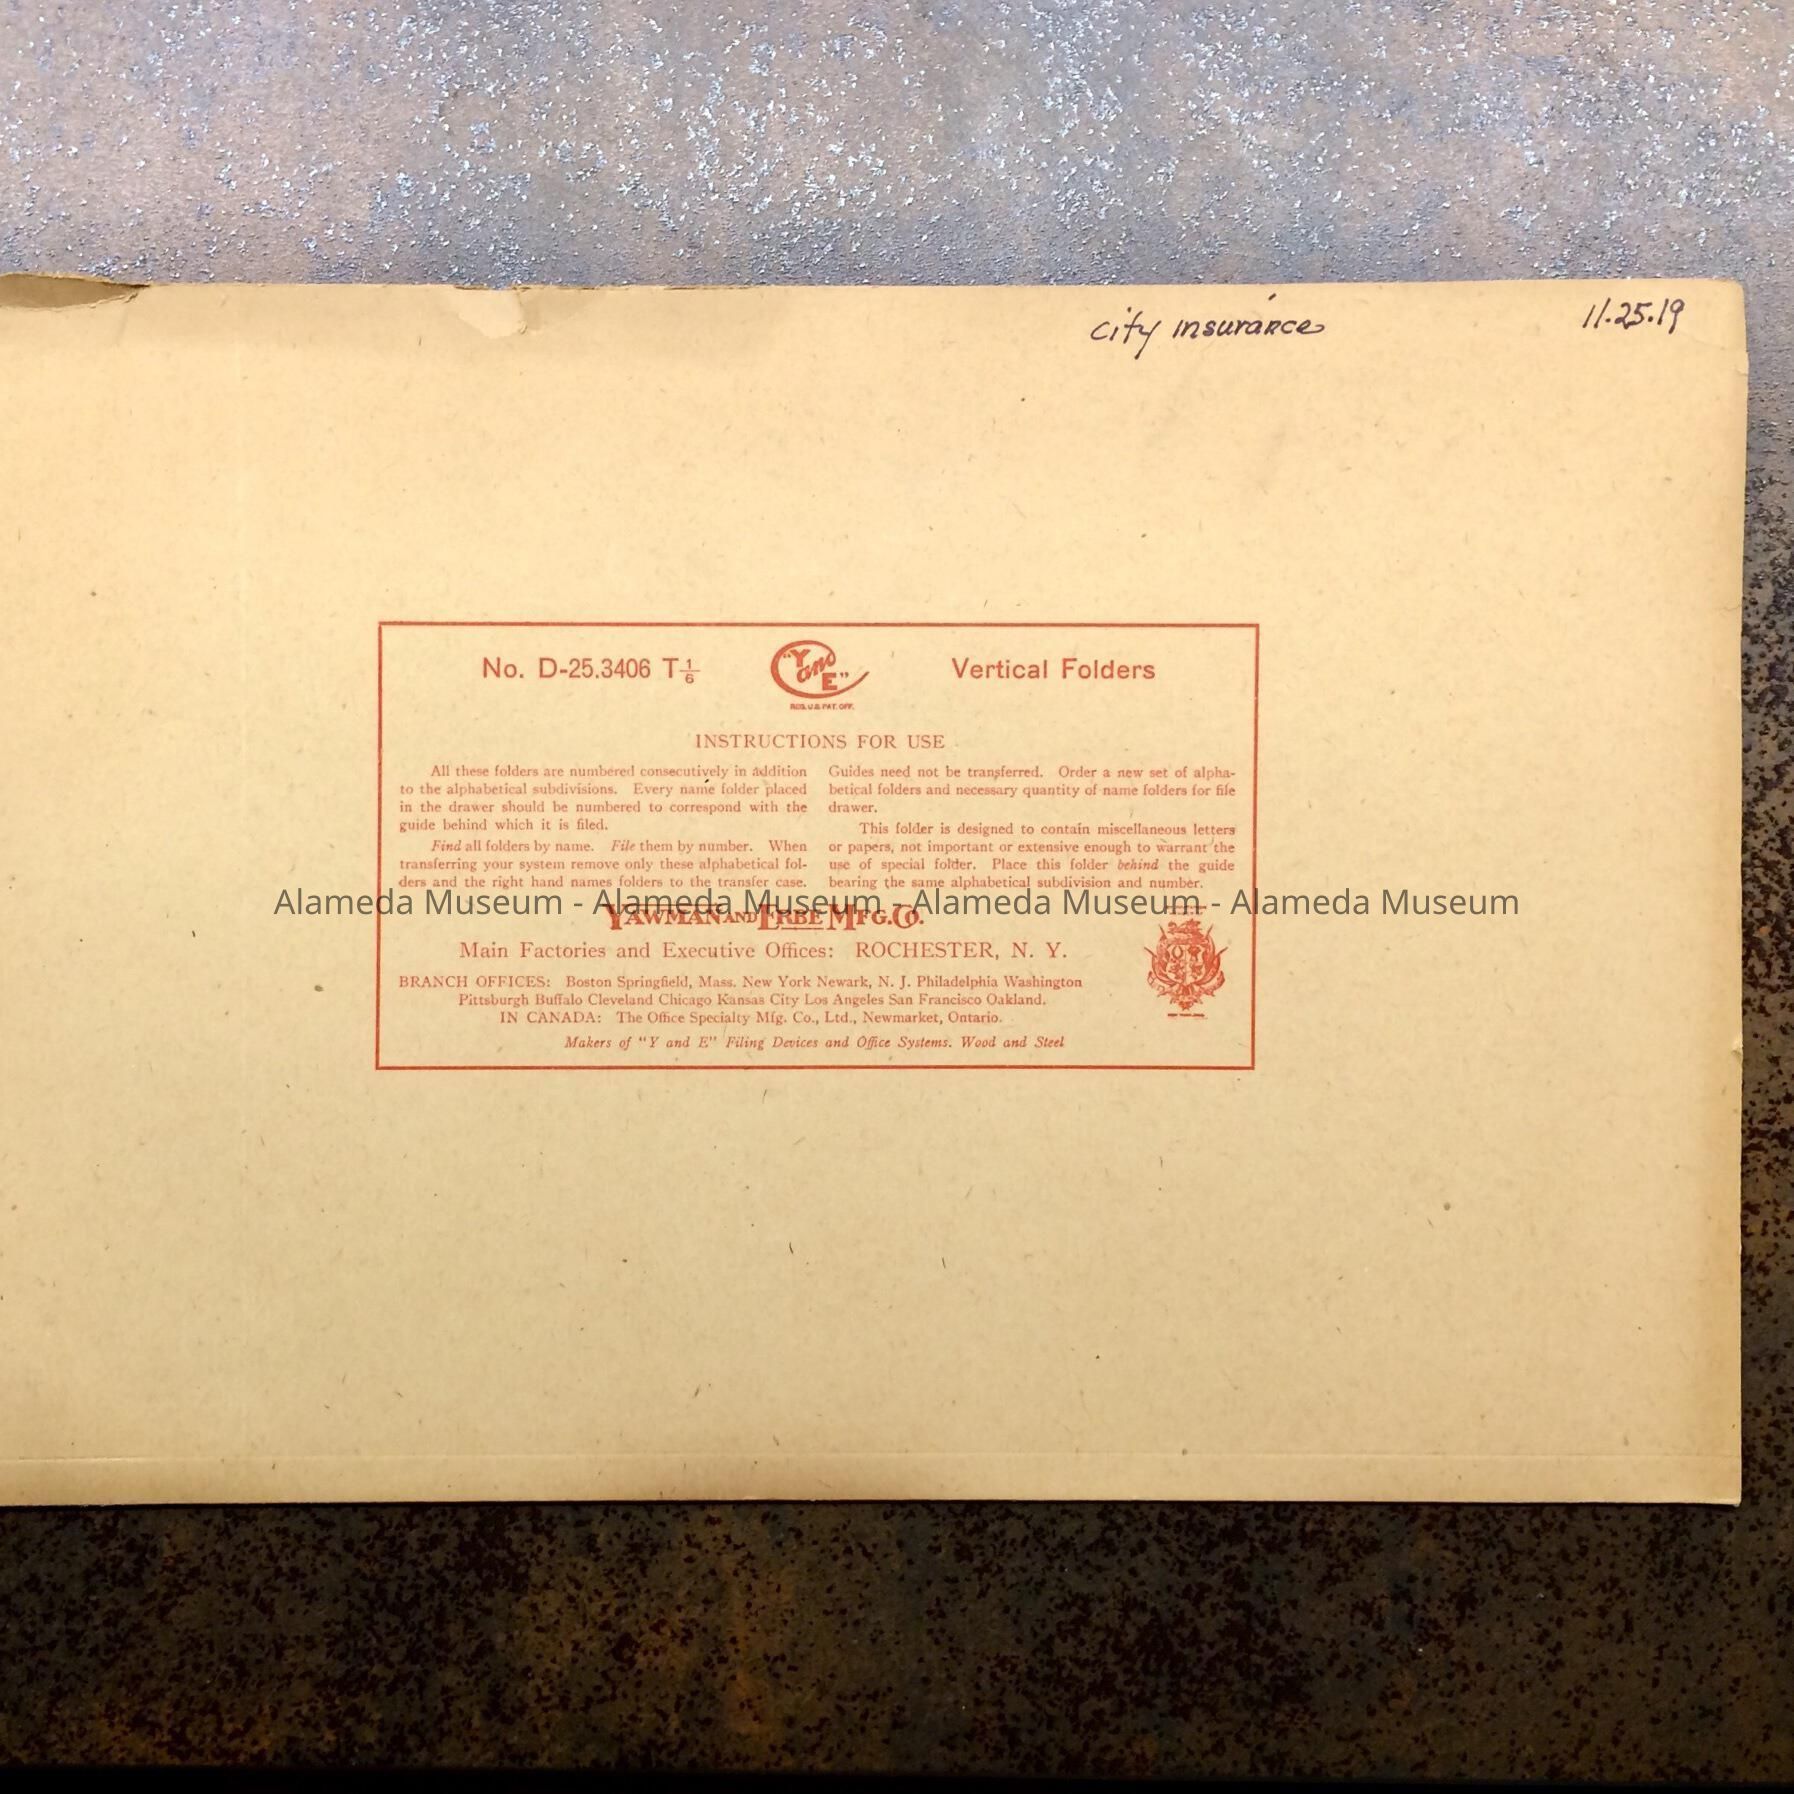 city insurance 11.25.19
No. D-25.3406 T 1/6 "Y and E" Vertical Folders
REG. U.S. PAT. OFF.
INSTRUCTIONS FOR USE
All these folders are numbered consecutively in addition
to the alphabetical subdivisions. Every name folder placed
in the drawer should be numbered to correspond with the
guide behind which it is filed.
Find all folders by name. File them by number. When
transferring your system remove only these alphabetical fol-
ders and the right hand names folders to the transfer case.
Guides need not be transferred. Order a new set of alpha-
betical folders and necessary quantity of name folders for file
drawer.
This folder is designed to contain miscellaneous letters
or papers, not important or extensive enough to warrant the
use of special folder. Place this folder behind the guide
bearing the same alphabetical subdivision and number.
Alameda Museum - Alameda Museum - Alameda Museum - Alameda Museum
YAWMAN AND ERBE MFG. CO.
Main Factories and Executive Offices: ROCHESTER, N. Y.
BRANCH OFFICES: Boston Springfield, Mass. New York Newark, N. J. Philadelphia Washington
Pittsburgh Buffalo Cleveland Chicago Kansas City Los Angeles San Francisco Oakland.
IN CANADA: The Office Specialty Mfg. Co., Ltd., Newmarket, Ontario.
Makers of "Y and E" Filing Devices and Office Systems. Wood and Steel